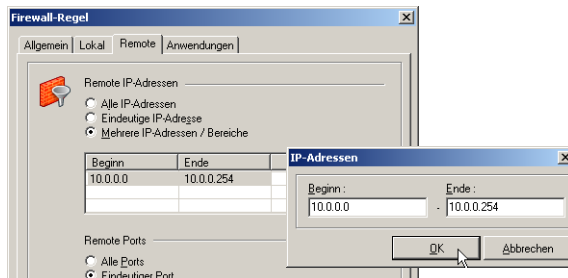 Firewall-Regel
Allgemein Lokal Remote Anwendungen
Remote IP-Adressen
Alle IP-Adressen
Eindeutige IP-Adresse
Mehrere IP-Adressen / Bereiche
Beginn Ende
10.0.0.0 10.0.0.254
Remote Ports
Alle Ports
Eindeutiger Port
IP-Adressen
Beginn : Ende :
10.0.0.0 - 10.0.0.254
OK Abbrechen